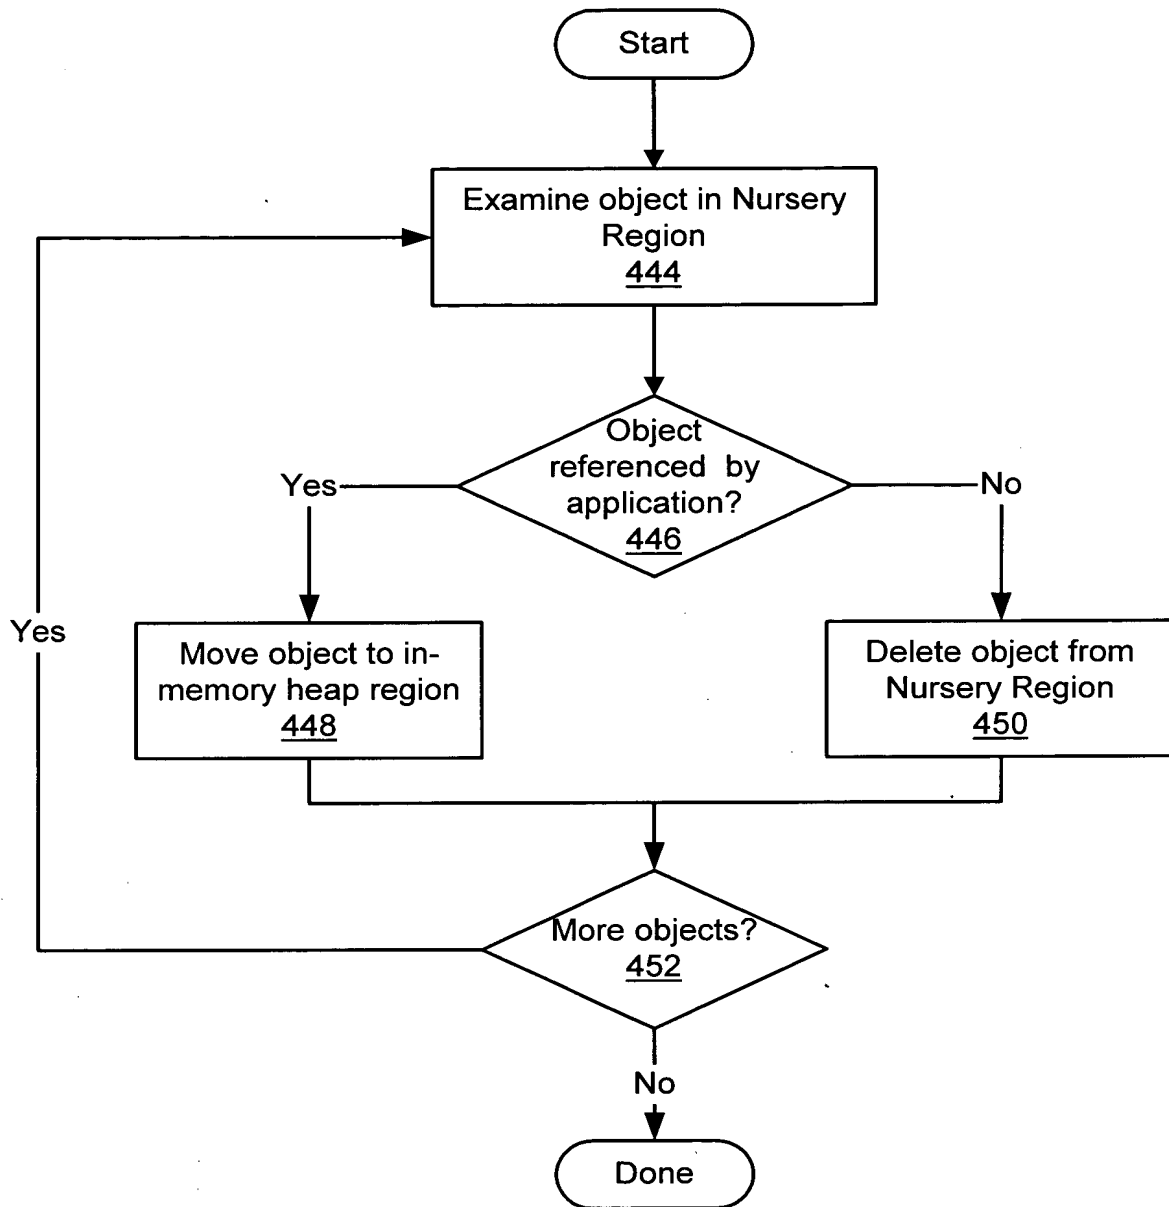 Start
Examine object in Nursery
Region
444
Object
referenced by
application?
446
Yes
No
Yes
Move object to in-
memory heap region
448
Delete object from
Nursery Region
450
More objects?
452
No
Done